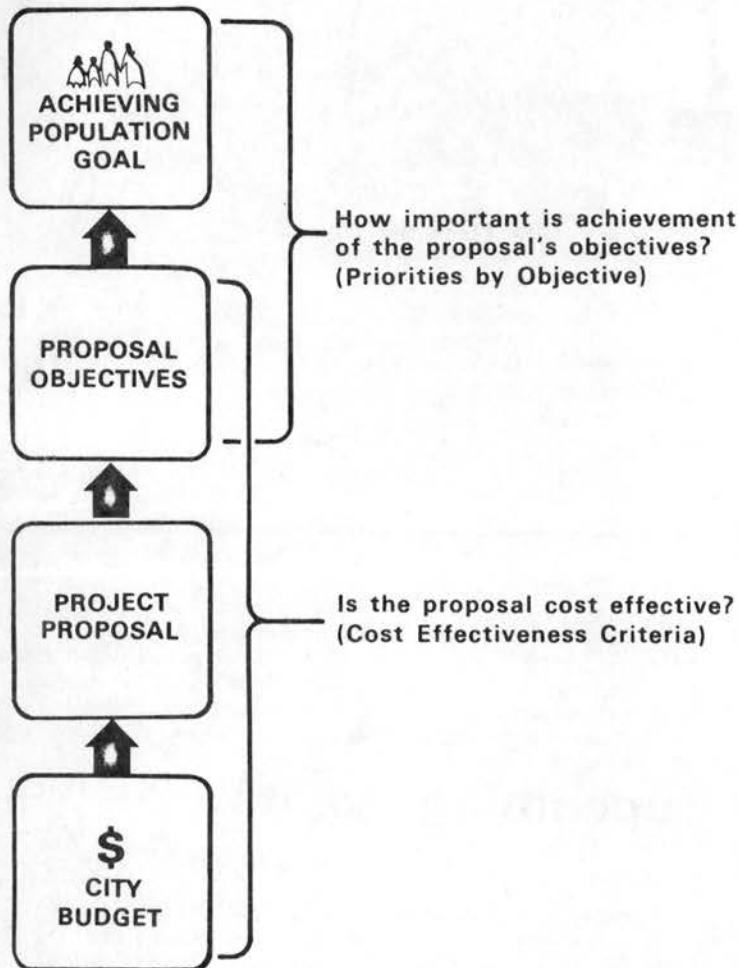 ACHIEVING
POPULATION
GOAL
How important is achievement
of the proposal's objectives?
(Priorities by Objective)
PROPOSAL
OBJECTIVES
PROJECT
PROPOSAL
Is the proposal cost effective?
(Cost Effectiveness Criteria)
$
CITY
BUDGET